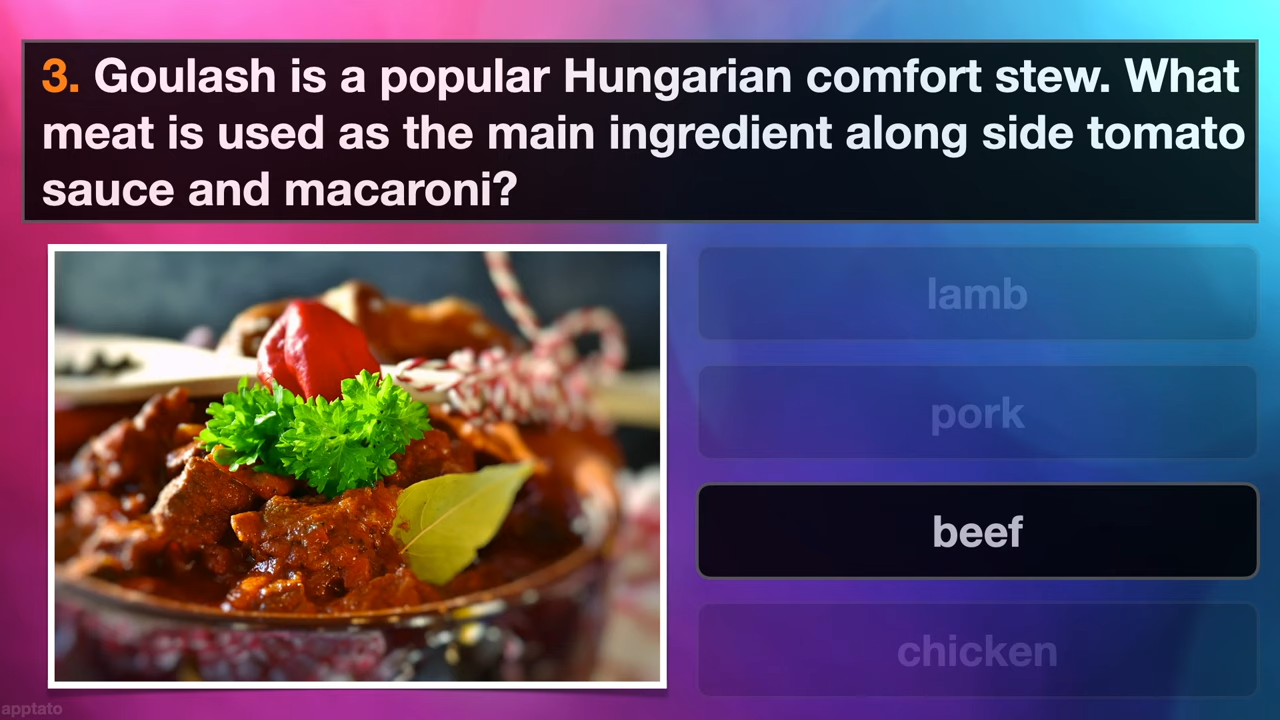 3. Goulash is a popular Hungarian comfort stew. What
meat is used as the main ingredient along side tomato
sauce and macaroni?
lamb
pork
beef
chicken
apptato